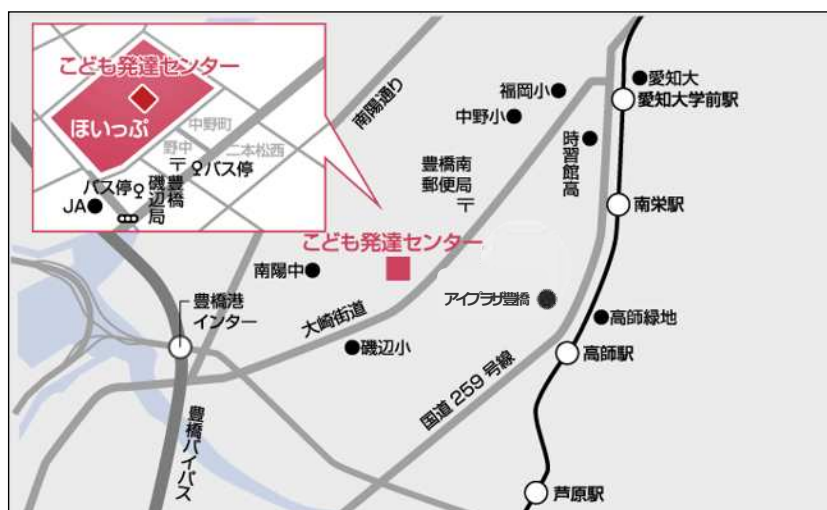 こども発達センター
ほいっぷ
中野町
野中
二本松西
〒
バス停
バス停
豊橋
磯辺局
JA
南陽通り
福岡小
中野小
愛知大
愛知大学前駅
時習館高
豊橋南
郵便局
〒
南栄駅
こども発達センター
南陽中
アイプラザ豊橋
豊橋港
インター
大崎街道
高師緑地
磯辺小
高師駅
国道259号線
豊橋バイパス
芦原駅